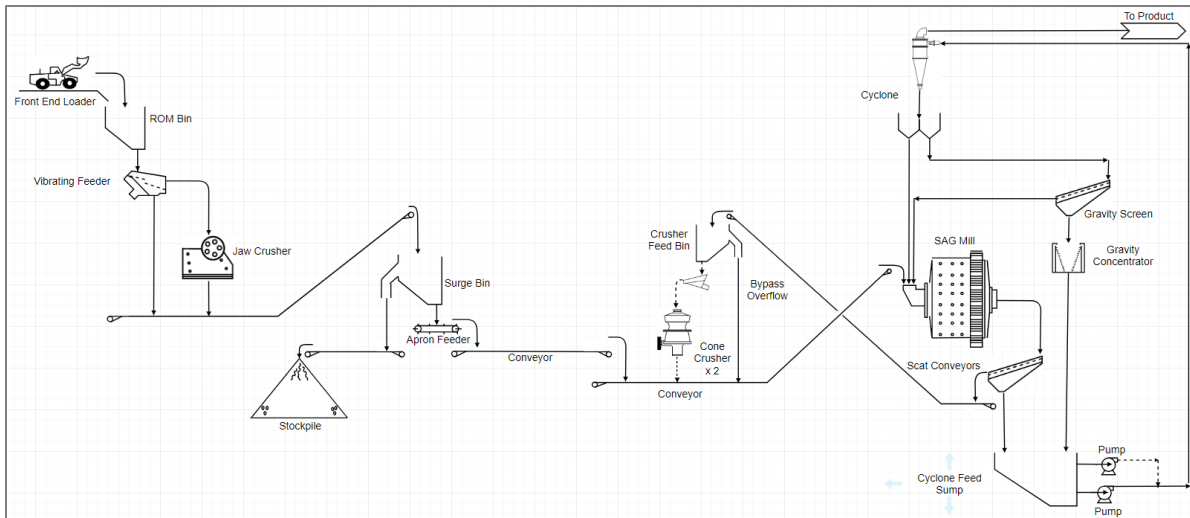 To Product
Front End Loader
ROM Bin
Cyclone
Vibrating Feeder
Gravity Screen
Jaw Crusher
Crusher
Feed Bin
SAG Mill
Gravity
Concentrator
Surge Bin
Bypass
Overflow
Apron Feeder
Conveyor
Cone
Crusher
x 2
Scat Conveyors
Conveyor
Stockpile
Pump
Cyclone Feed
Sump
Pump